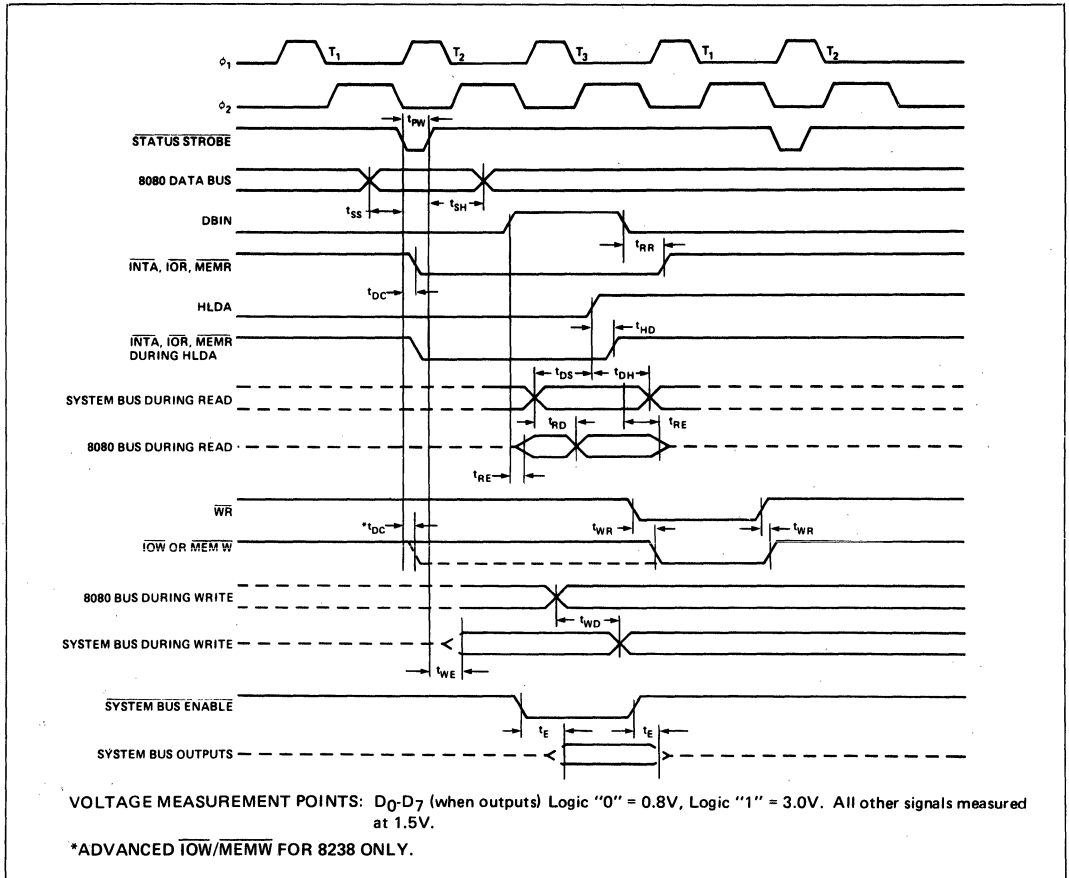 T1 T2 T3 T1 T2
ϕ1
ϕ2
tPW
STATUS STROBE
8080 DATA BUS
tSS tSH
DBIN
tRR
INTA, IOR, MEMR
tDC
HLDA
tHD
INTA, IOR, MEMR
DURING HLDA
tDS tDH
SYSTEM BUS DURING READ
tRD tRE
8080 BUS DURING READ
tRE
WR
*tDC tWR tWR
IOW OR MEM W
8080 BUS DURING WRITE
tWD
SYSTEM BUS DURING WRITE
tWE
SYSTEM BUS ENABLE
tE tE
SYSTEM BUS OUTPUTS
VOLTAGE MEASUREMENT POINTS: D0-D7 (when outputs) Logic "0" = 0.8V, Logic "1" = 3.0V. All other signals measured
at 1.5V.
*ADVANCED IOW/MEMW FOR 8238 ONLY.